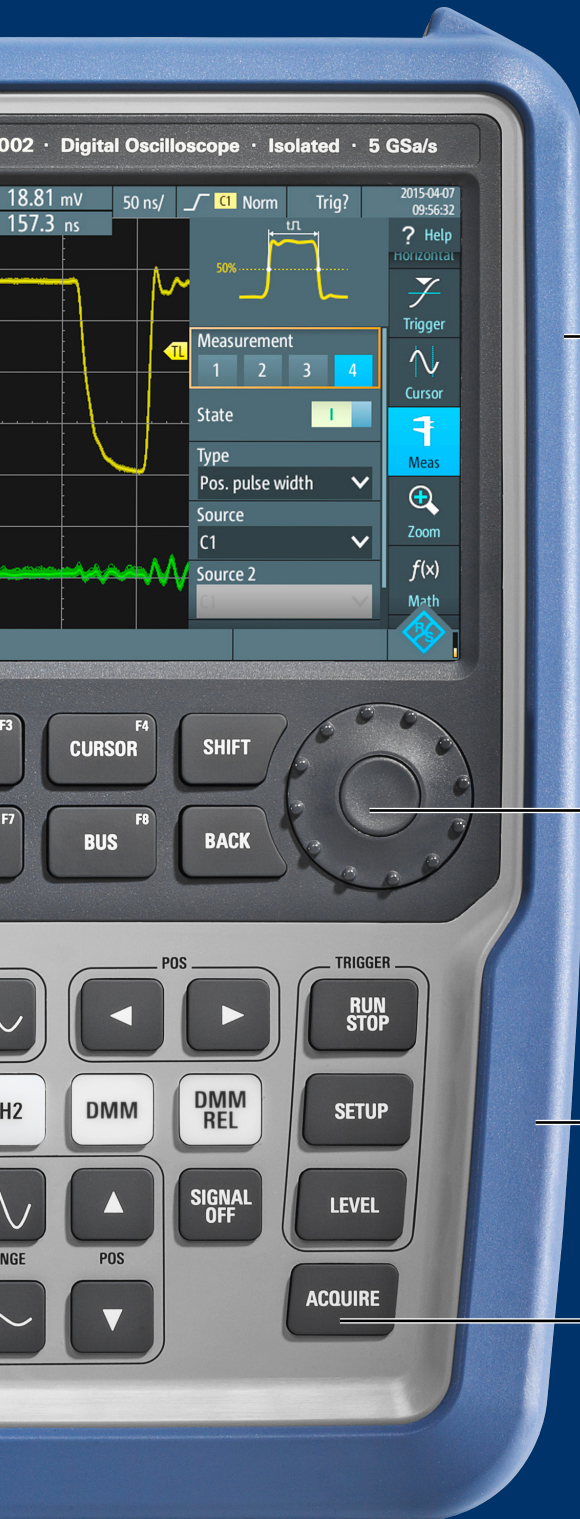 002 · Digital Oscilloscope · Isolated · 5 GSa/s
18.81 mV
157.3 ns
50 ns/
C1 Norm
Trig?
2015-04-07
09:56:32
? Help
Horizontal
50%
TL
Measurement
1 2 3 4
State
I
Type
Pos. pulse width
Source
C1
Source 2
C1
Trigger
Cursor
Meas
Zoom
f(x)
Math
R&S
F3
CURSOR F4
SHIFT
F7
BUS F8
BACK
POS
TRIGGER
RUN
STOP
H2
DMM
DMM
REL
SETUP
SIGNAL
OFF
LEVEL
NGE
POS
ACQUIRE